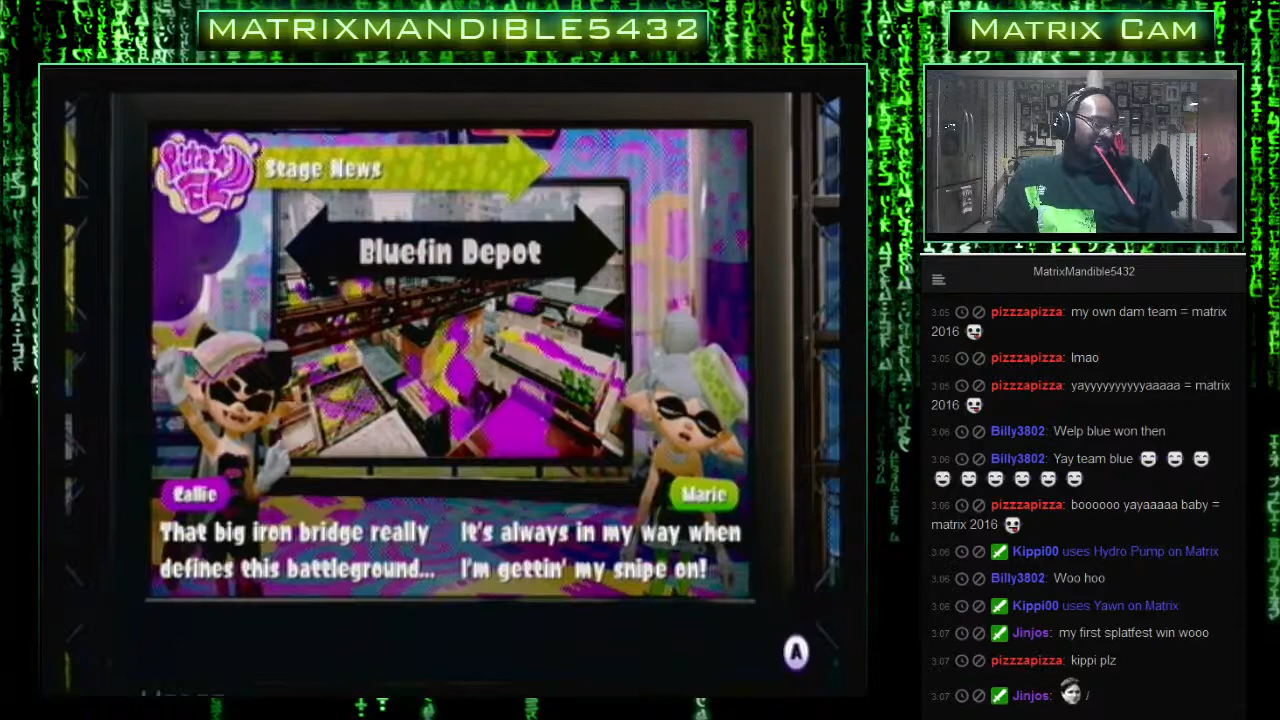 MATRIXMANDIBLE5432
Matrix Cam
Stage News
Bluefin Depot
Callie
Marie
That big iron bridge really
defines this battleground...
It's always in my way when
I'm gettin' my snipe on!
A
MatrixMandible5432
3:05 pizzzapizza: my own dam team = matrix
2016
3:05 pizzzapizza: lmao
3:05 pizzzapizza: yayyyyyyyyyyaaaaa = matrix
2016
3:06 Billy3802: Welp blue won then
3:06 Billy3802: Yay team blue
3:06 pizzzapizza: boooooo yayaaaaa baby =
matrix 2016
3:06 Kippi00 uses Hydro Pump on Matrix
3:06 Billy3802: Woo hoo
3:06 Kippi00 uses Yawn on Matrix
3:07 Jinjos: my first splatfest win wooo
3:07 pizzzapizza: kippi plz
3:07 Jinjos: /